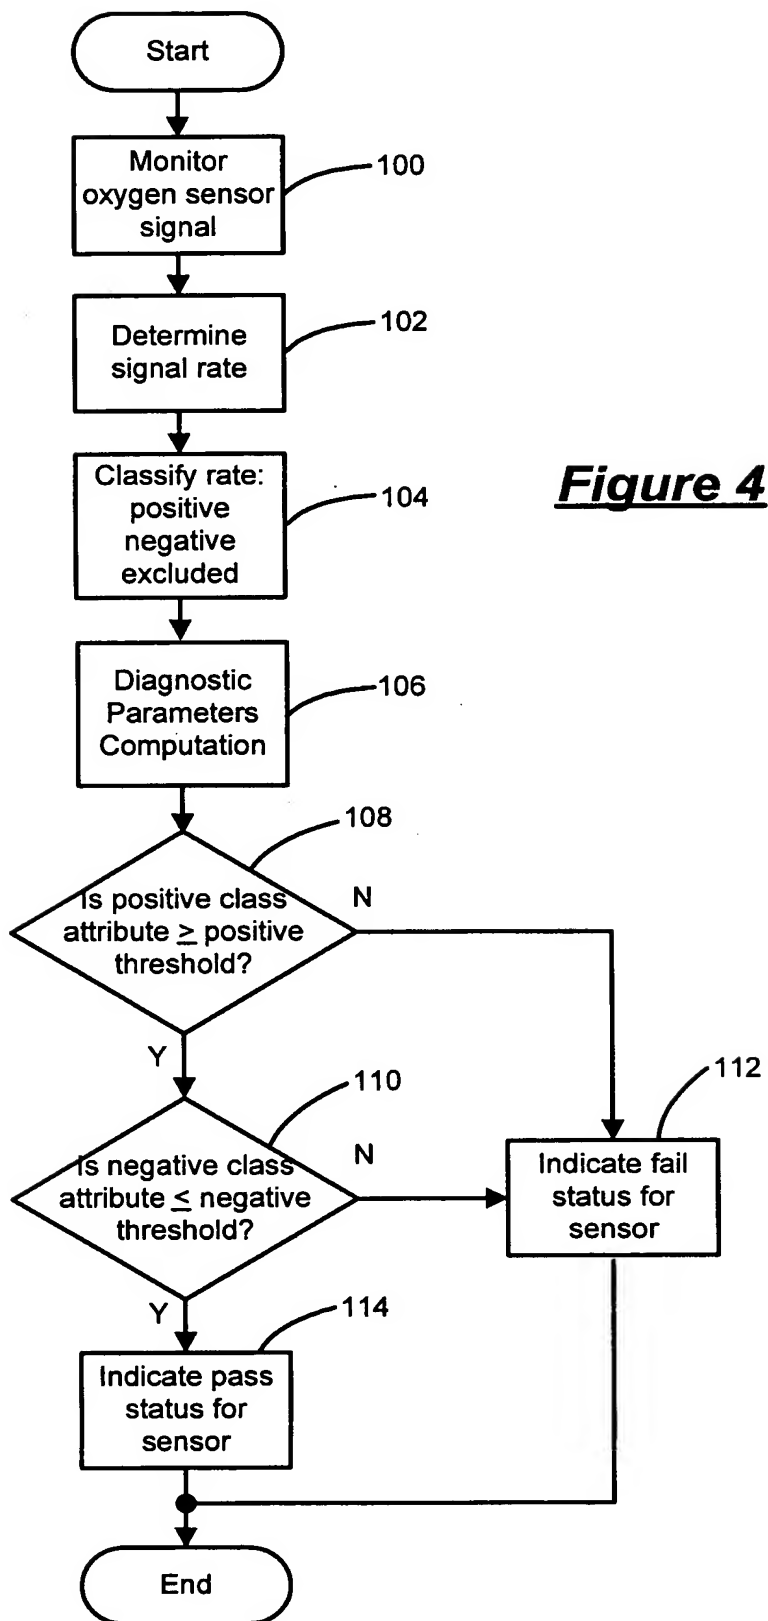 Start
Monitor
oxygen sensor
signal
100
Determine
signal rate
102
Classify rate:
positive
negative
excluded
104
Figure 4
Diagnostic
Parameters
Computation
106
108
Is positive class
attribute ≥ positive
threshold?
N
Y
110
Is negative class
attribute ≤ negative
threshold?
N
112
Indicate fail
status for
sensor
Y
114
Indicate pass
status for
sensor
End